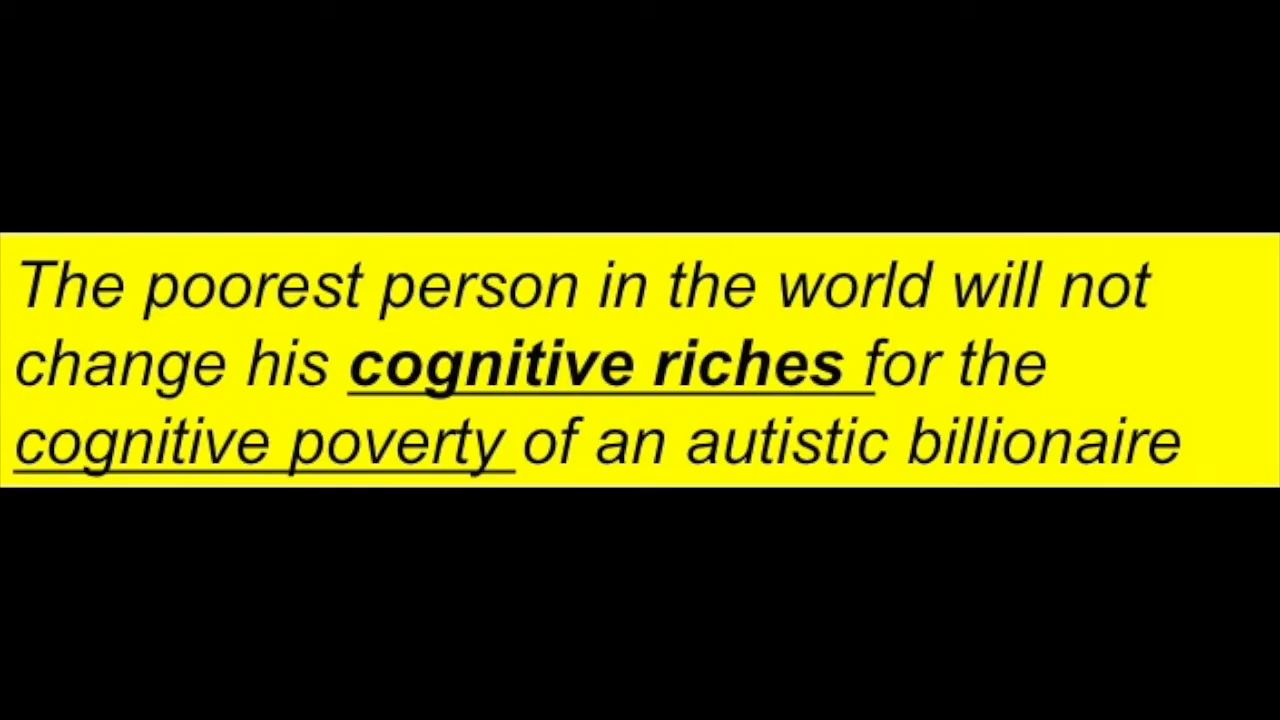 The poorest person in the world will not
change his cognitive riches for the
cognitive poverty of an autistic billionaire